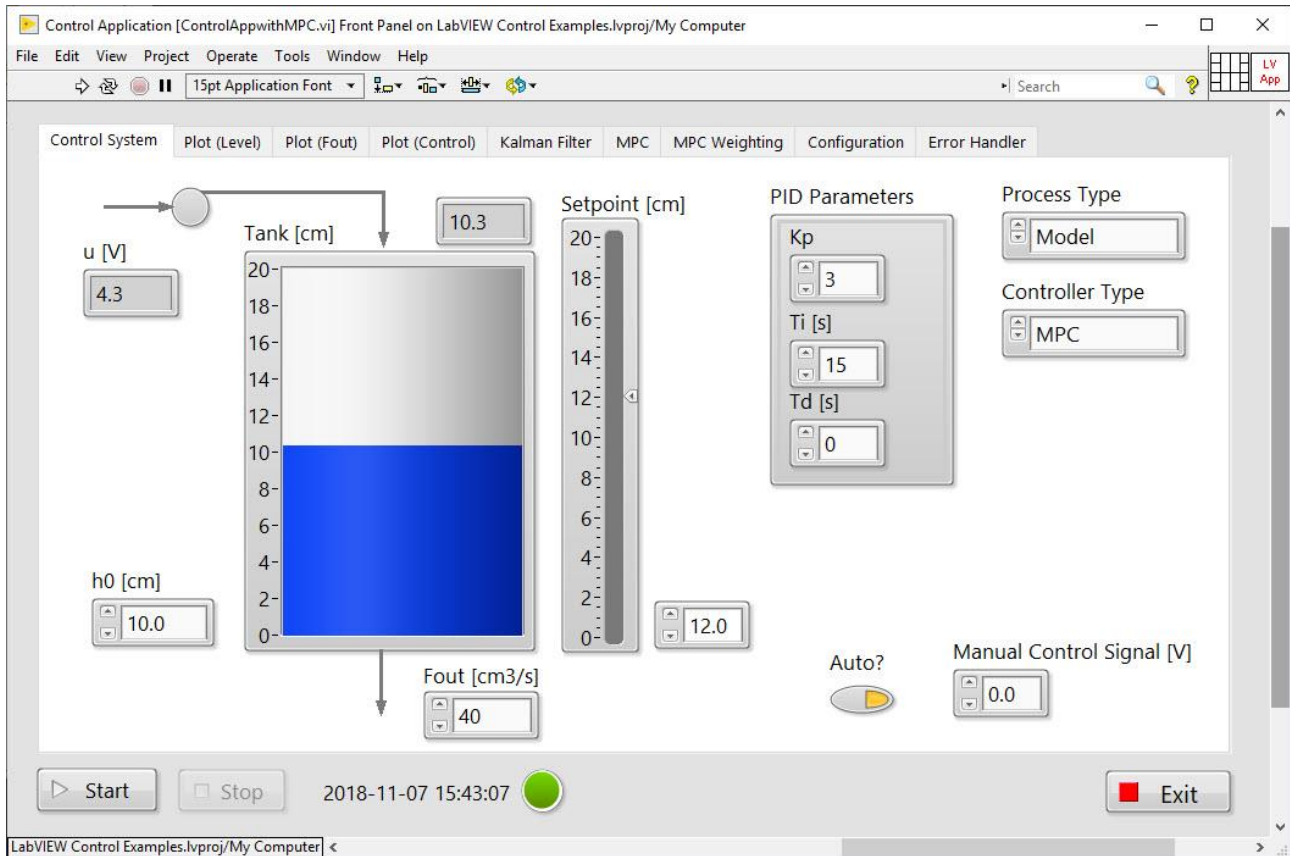 Control Application [ControlAppwithMPC.vi] Front Panel on LabVIEW Control Examples.lvproj/My Computer
File Edit View Project Operate Tools Window Help
15pt Application Font
Search
LV
App
Control System Plot (Level) Plot (Fout) Plot (Control) Kalman Filter MPC MPC Weighting Configuration Error Handler
u [V]
4.3
Tank [cm]
10.3
20
18
16
14
12
10
8
6
4
2
0
h0 [cm]
10.0
Fout [cm3/s]
40
Setpoint [cm]
20
18
16
14
12
10
8
6
4
2
0
12.0
PID Parameters
Kp
3
Ti [s]
15
Td [s]
0
Process Type
Model
Controller Type
MPC
Auto?
Manual Control Signal [V]
0.0
Start
Stop
2018-11-07 15:43:07
Exit
LabVIEW Control Examples.lvproj/My Computer